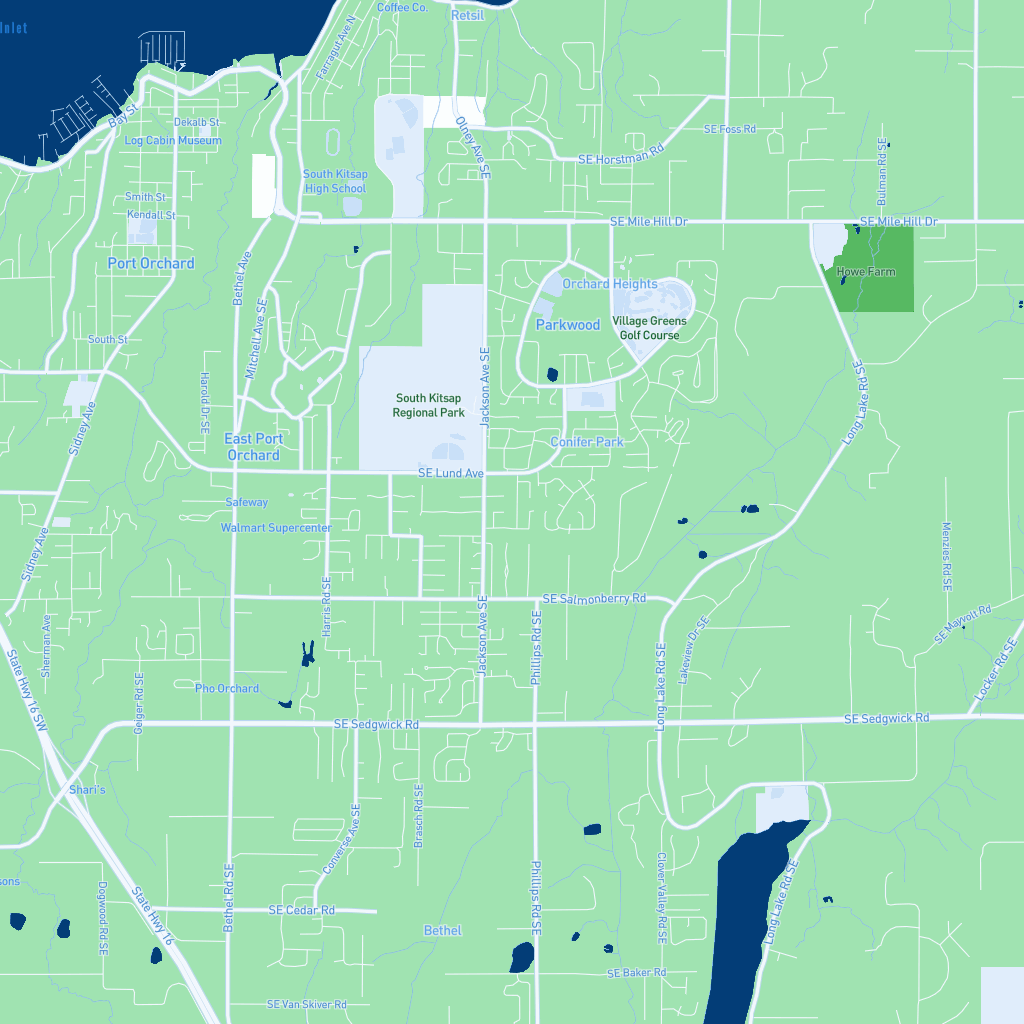 Coffee Co.
Retsil
Inlet
Farragut Ave N
Bay St
Dekalb St
Log Cabin Museum
Olney Ave SE
SE Foss Rd
SE Horstman Rd
Bulman Rd SE
South Kitsap
High School
Smith St
Kendall St
SE Mile Hill Dr
SE Mile Hill Dr
Port Orchard
Bethel Ave
Howe Farm
Orchard Heights
Parkwood
Village Greens
Golf Course
Mitchell Ave SE
South St
Jackson Ave SE
Harold Dr SE
Long Lake Rd SE
South Kitsap
Regional Park
Sidney Ave
East Port
Orchard
Conifer Park
SE Lund Ave
Safeway
Walmart Supercenter
Sidney Ave
Menzies Rd SE
Harris Rd SE
SE Salmonberry Rd
Jackson Ave SE
Phillips Rd SE
Sherman Ave
Lakeview Dr SE
SE Mawolt Rd
Locker Rd SE
State Hwy 16 SW
Geiger Rd SE
Pho Orchard
Long Lake Rd SE
SE Sedgwick Rd
SE Sedgwick Rd
Shari's
Brasch Rd SE
Converse Ave SE
Bethel Rd SE
Phillips Rd SE
Clover Valley Rd SE
Long Lake Rd SE
sons
Dogwood Rd SE
State Hwy 16
SE Cedar Rd
Bethel
SE Baker Rd
SE Van Skiver Rd